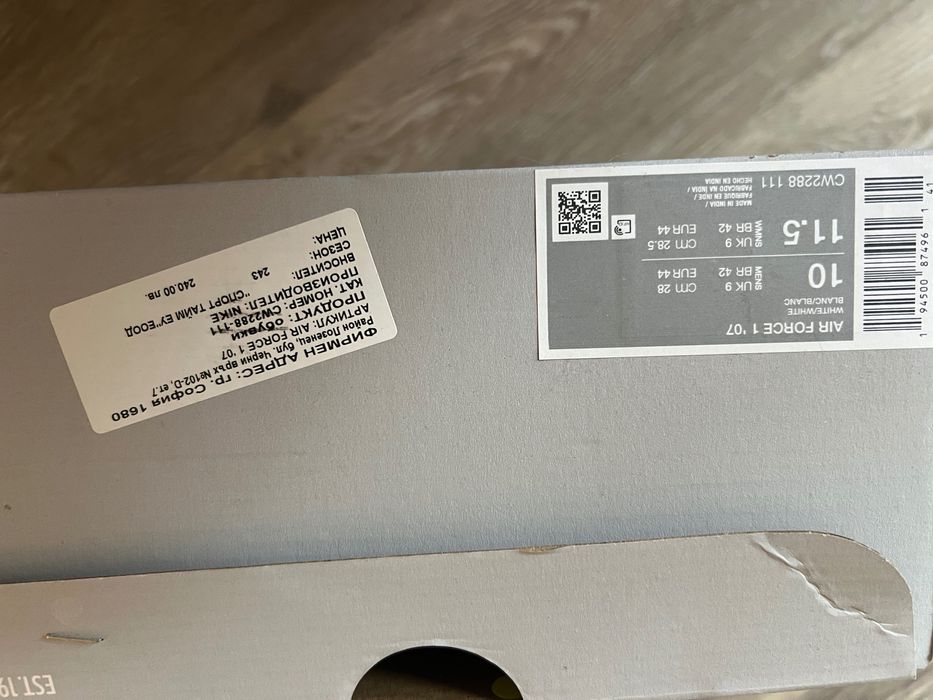 EST.19
AIR FORCE 1 '07
WHITE/WHITE
BLANC/BLANC
10 MENS UK 9 cm 28
BR 42 EUR 44
11.5 WMNS UK 9 cm 28.5
BR 42 EUR 44
CW2288 111
MADE IN INDIA /
FABRIQUE EN INDE /
FABRICADO NA INDIA /
HECHO EN INDIA
1 94500 87496 1 41
ФИРМЕН АДРЕС: гр. София 1680
Район Лозенец, бул. Черни връх №102-D, ет.7
АРТИКУЛ: AIR FORCE 1 '07
ПРОДУКТ: обувки
КАТ. НОМЕР: CW2288-111
ПРОИЗВОДИТЕЛ: NIKE
ВНОСИТЕЛ: "СПОРТ ТАЙМ ЕУ"ЕООД
СЕЗОН: 243
ЦЕНА: 240.00 лв.